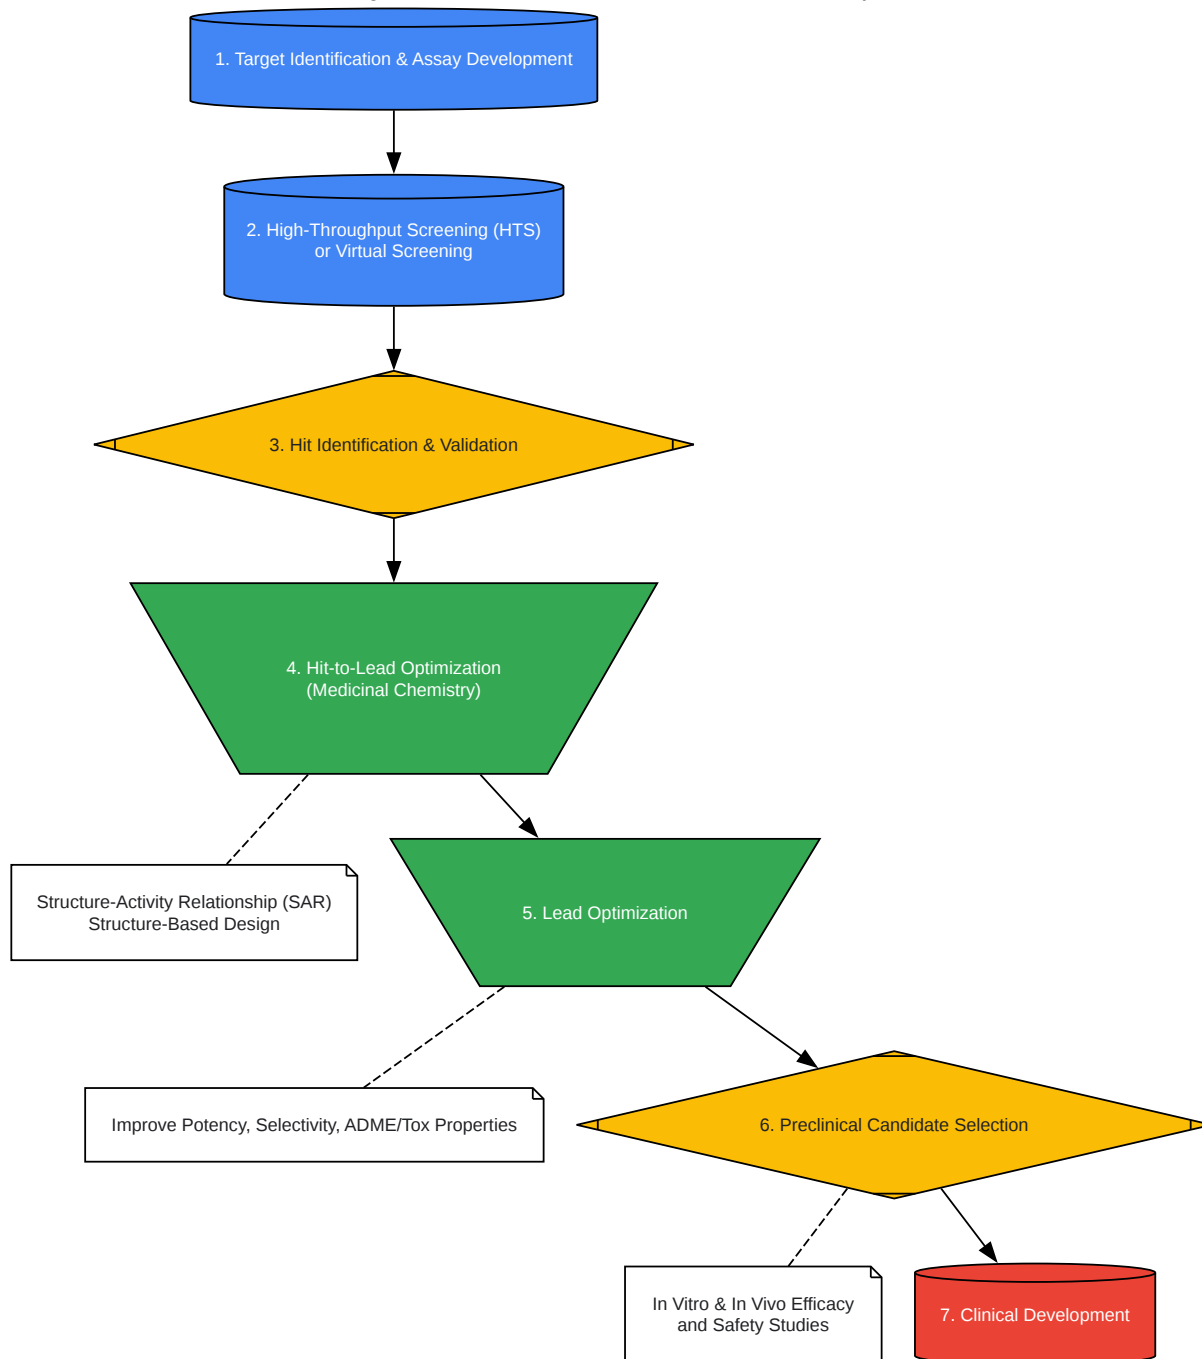 1. Target Identification & Assay Development
2. High-Throughput Screening (HTS)
or Virtual Screening
3. Hit Identification & Validation
4. Hit-to-Lead Optimization
(Medicinal Chemistry)
Structure-Activity Relationship (SAR)
Structure-Based Design
5. Lead Optimization
Improve Potency, Selectivity, ADME/Tox Properties
6. Preclinical Candidate Selection
In Vitro & In Vivo Efficacy
and Safety Studies
7. Clinical Development